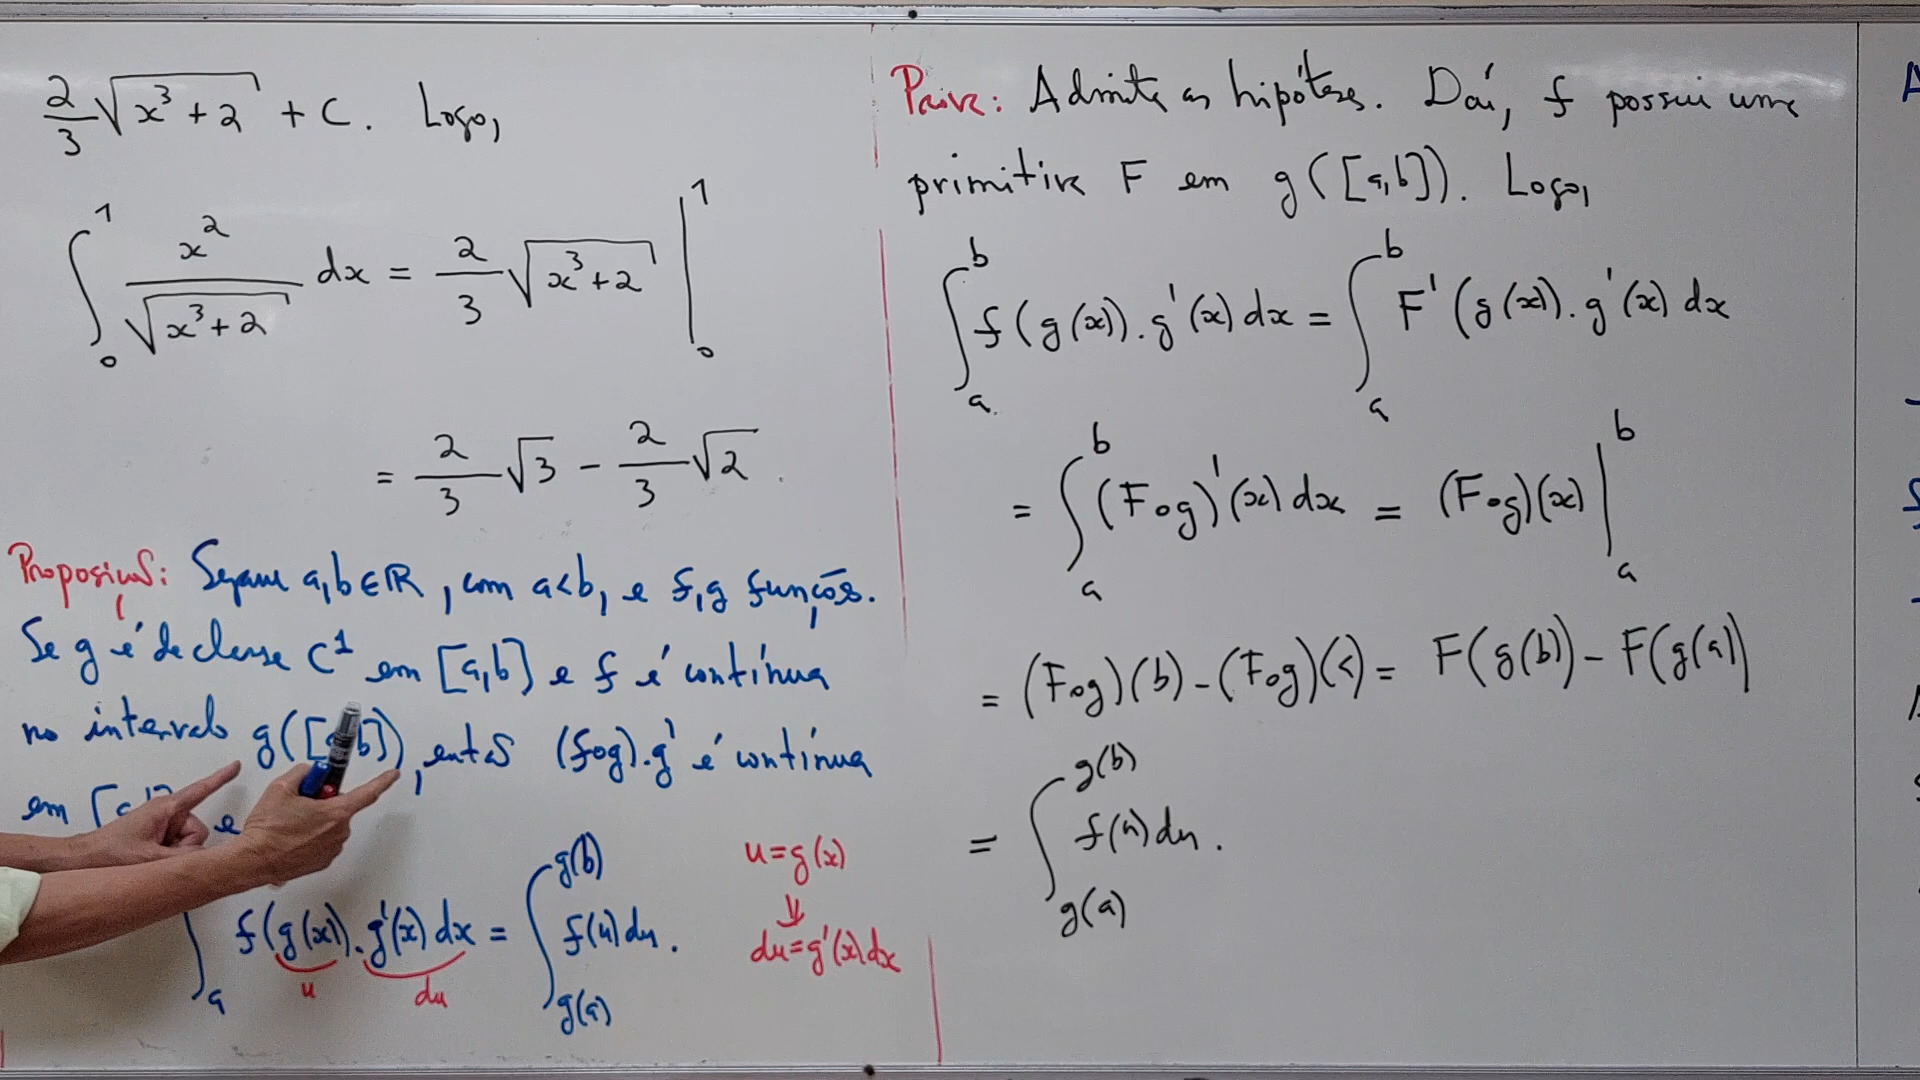 2/3 √(x³+2) + C. Logo,
∫₀¹ x²/√(x³+2) dx = 2/3 √(x³+2) |₀¹
= 2/3 √3 − 2/3 √2.
Proposição: Sejam a,b∈ℝ, com a<b, e f,g funções.
Se g é de classe C¹ em [a,b] e f é contínua
no intervalo g([a,b]), então (f∘g).g' é contínua
em [a,b] e
∫ₐ f(g(x)).g'(x) dx = ∫_{g(a)}^{g(b)} f(u)du.
u du
u=g(x)
⇓
du=g'(x)dx
Prova: Admita as hipóteses. Daí, f possui uma
primitiva F em g([a,b]). Logo,
∫ₐᵇ f(g(x)).g'(x) dx = ∫ₐᵇ F'(g(x)).g'(x) dx
= ∫ₐᵇ (F∘g)'(x) dx = (F∘g)(x) |ₐᵇ
= (F∘g)(b) − (F∘g)(a) = F(g(b)) − F(g(a))
= ∫_{g(a)}^{g(b)} f(u)du.